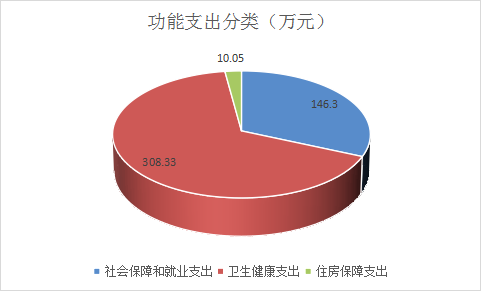 功能支出分类（万元）
10.05
146.3
308.33
社会保障和就业支出 卫生健康支出 住房保障支出